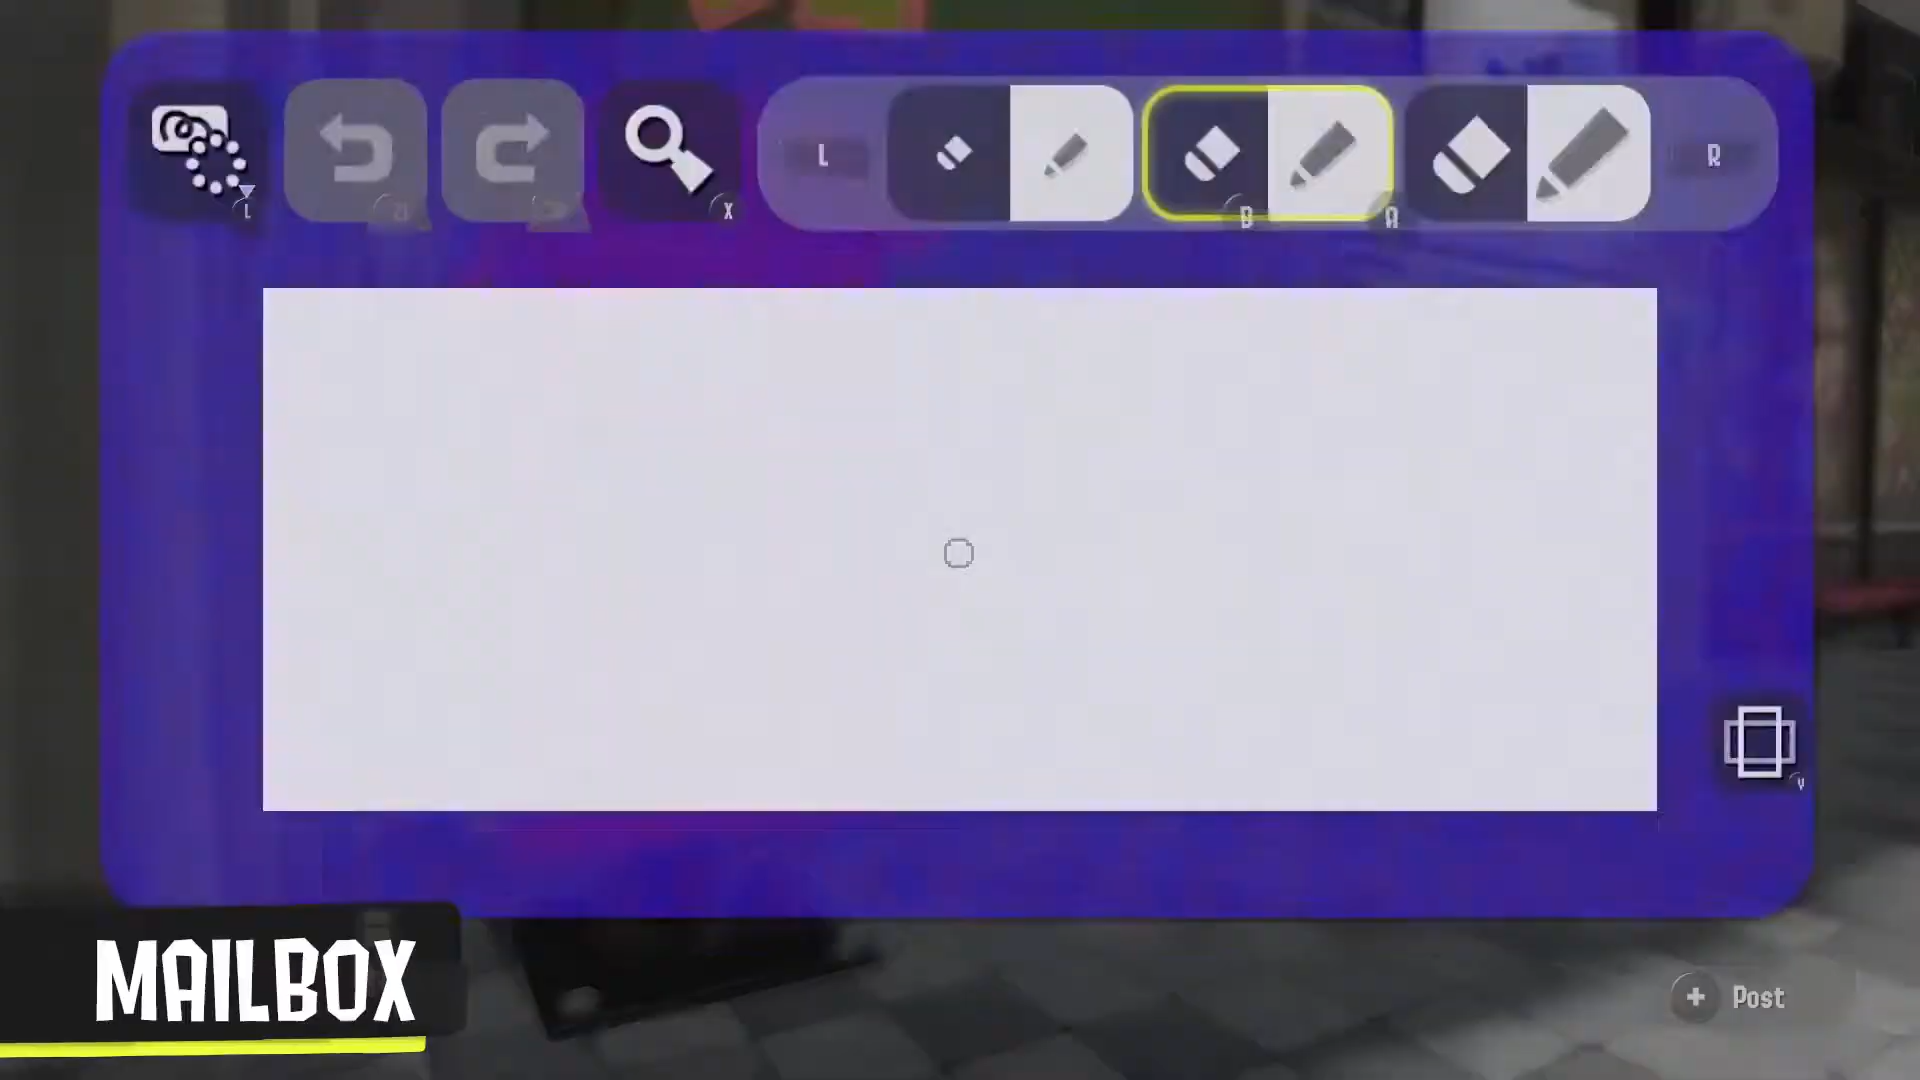 L R
L X B A
Y
MAILBOX
+ Post